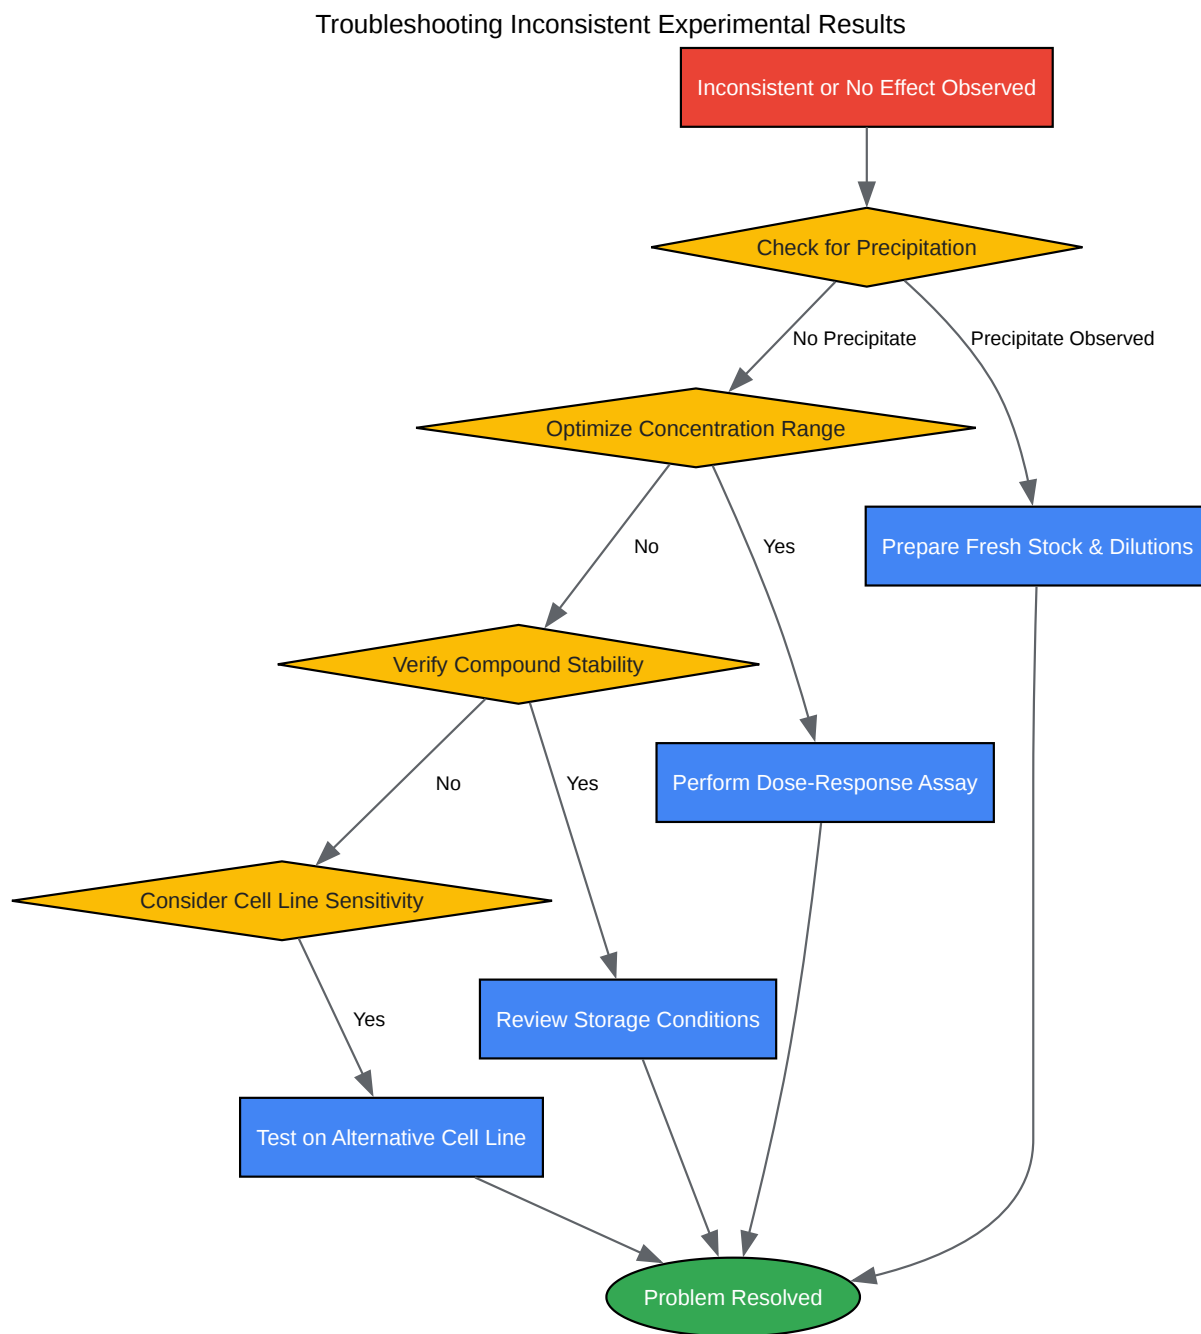 Troubleshooting Inconsistent Experimental Results
Inconsistent or No Effect Observed
Check for Precipitation
No Precipitate
Precipitate Observed
Optimize Concentration Range
No
Yes
Prepare Fresh Stock & Dilutions
Verify Compound Stability
No
Yes
Perform Dose-Response Assay
Consider Cell Line Sensitivity
Yes
Review Storage Conditions
Test on Alternative Cell Line
Problem Resolved